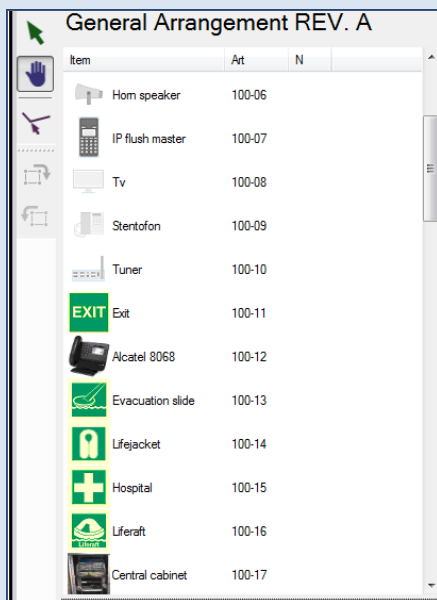 General Arrangement REV. A
Item Art N
Horn speaker 100-06
IP flush master 100-07
Tv 100-08
Stentofon 100-09
Tuner 100-10
EXIT Exit 100-11
Alcatel 8068 100-12
Evacuation slide 100-13
Lifejacket 100-14
Hospital 100-15
Liferaft Liferaft 100-16
Central cabinet 100-17